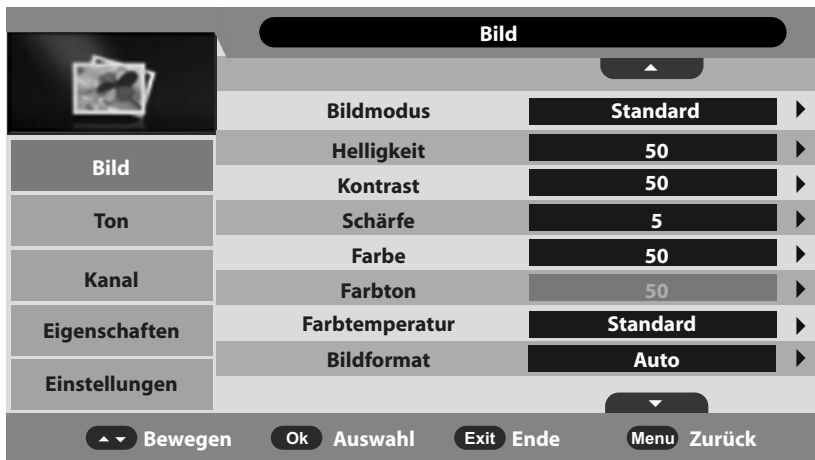 Bild
Bildmodus Standard
Helligkeit 50
Kontrast 50
Schärfe 5
Farbe 50
Farbton 50
Farbtemperatur Standard
Bildformat Auto
Bild
Ton
Kanal
Eigenschaften
Einstellungen
Bewegen Ok Auswahl Exit Ende Menu Zurück